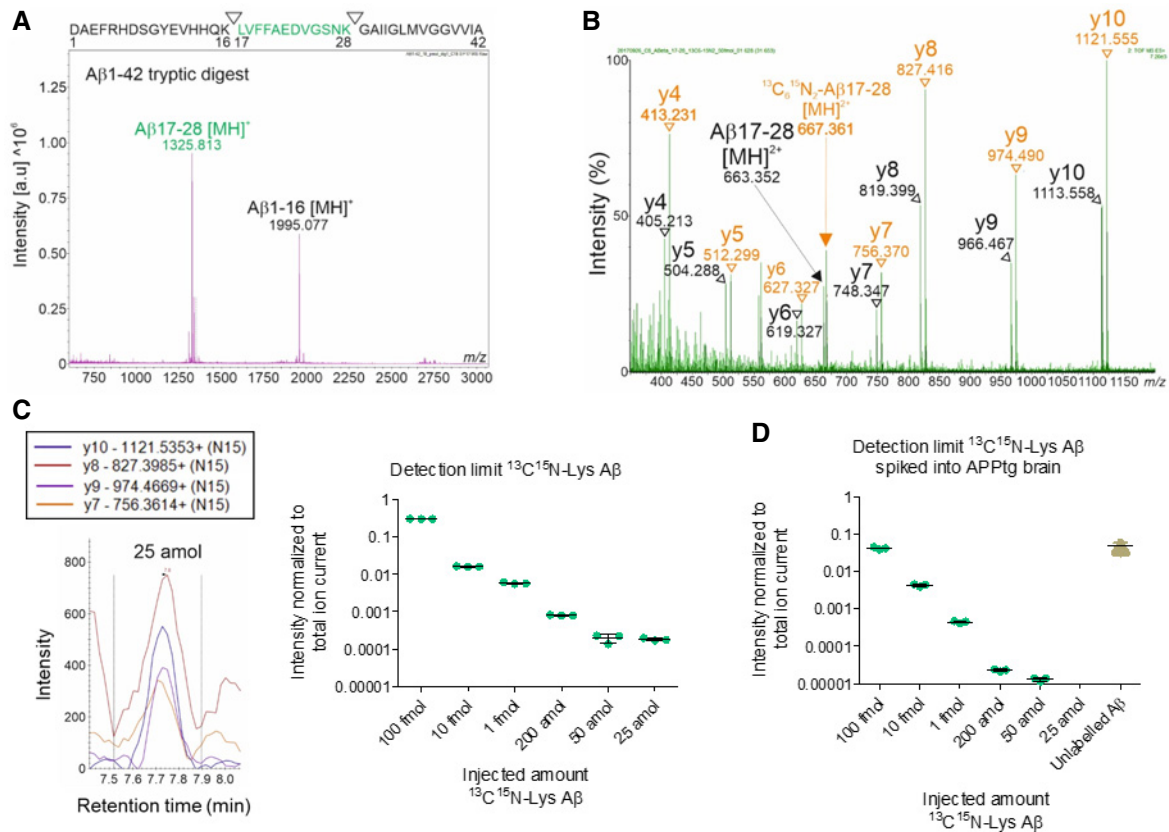 A
DAEFRHDSGYEVHHQKLVFFAEDVGSNKGAIIGLMVGGVVIA
1 16 17 28 42
Aβ1-42 tryptic digest
Aβ17-28 [MH]⁺
1325.813
Aβ1-16 [MH]⁺
1995.077
Intensity [a.u] ^10⁶
1.25
1.00
0.75
0.50
0.25
0
750 1000 1250 1500 1750 2000 2250 2500 2750 3000
m/z
B
Intensity (%)
100
50
0
y4
413.231
y4
405.213
y5
504.288
y5
512.299
y6
627.327
y6
619.327
Aβ17-28
[MH]²⁺
663.352
¹³C₆¹⁵N₂-Aβ17-28
[MH]²⁺
667.361
y7
748.347
y7
756.370
y8
827.416
y8
819.399
y9
974.490
y9
966.467
y10
1121.555
y10
1113.558
400 450 500 550 600 650 700 750 800 850 900 950 1000 1050 1100 1150 m/z
C
y10 - 1121.5353+ (N15)
y8 - 827.3985+ (N15)
y9 - 974.4669+ (N15)
y7 - 756.3614+ (N15)
25 amol
Intensity
800
600
400
200
0
7.5 7.6 7.7 7.8 7.9 8.0
Retention time (min)
Detection limit ¹³C¹⁵N-Lys Aβ
Intensity normalized to
total ion current
1
0.1
0.01
0.001
0.0001
0.00001
100 fmol
10 fmol
1 fmol
200 amol
50 amol
25 amol
Injected amount
¹³C¹⁵N-Lys Aβ
D
Detection limit ¹³C¹⁵N-Lys Aβ
spiked into APPtg brain
Intensity normalized to
total ion current
1
0.1
0.01
0.001
0.0001
0.00001
100 fmol
10 fmol
1 fmol
200 amol
50 amol
25 amol
Unlabelled Aβ
Injected amount
¹³C¹⁵N-Lys Aβ